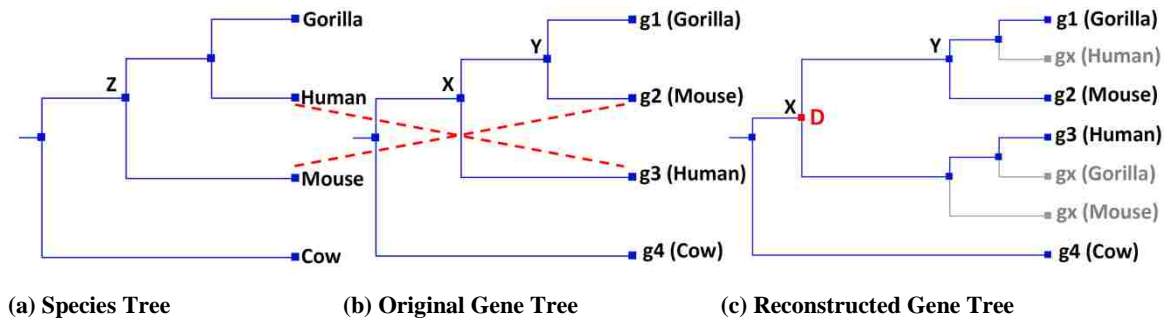 Gorilla
Z
Human
Mouse
Cow
(a) Species Tree
g1 (Gorilla)
Y
X
g2 (Mouse)
g3 (Human)
g4 (Cow)
(b) Original Gene Tree
g1 (Gorilla)
Y
gx (Human)
g2 (Mouse)
X
D
g3 (Human)
gx (Gorilla)
gx (Mouse)
g4 (Cow)
(c) Reconstructed Gene Tree